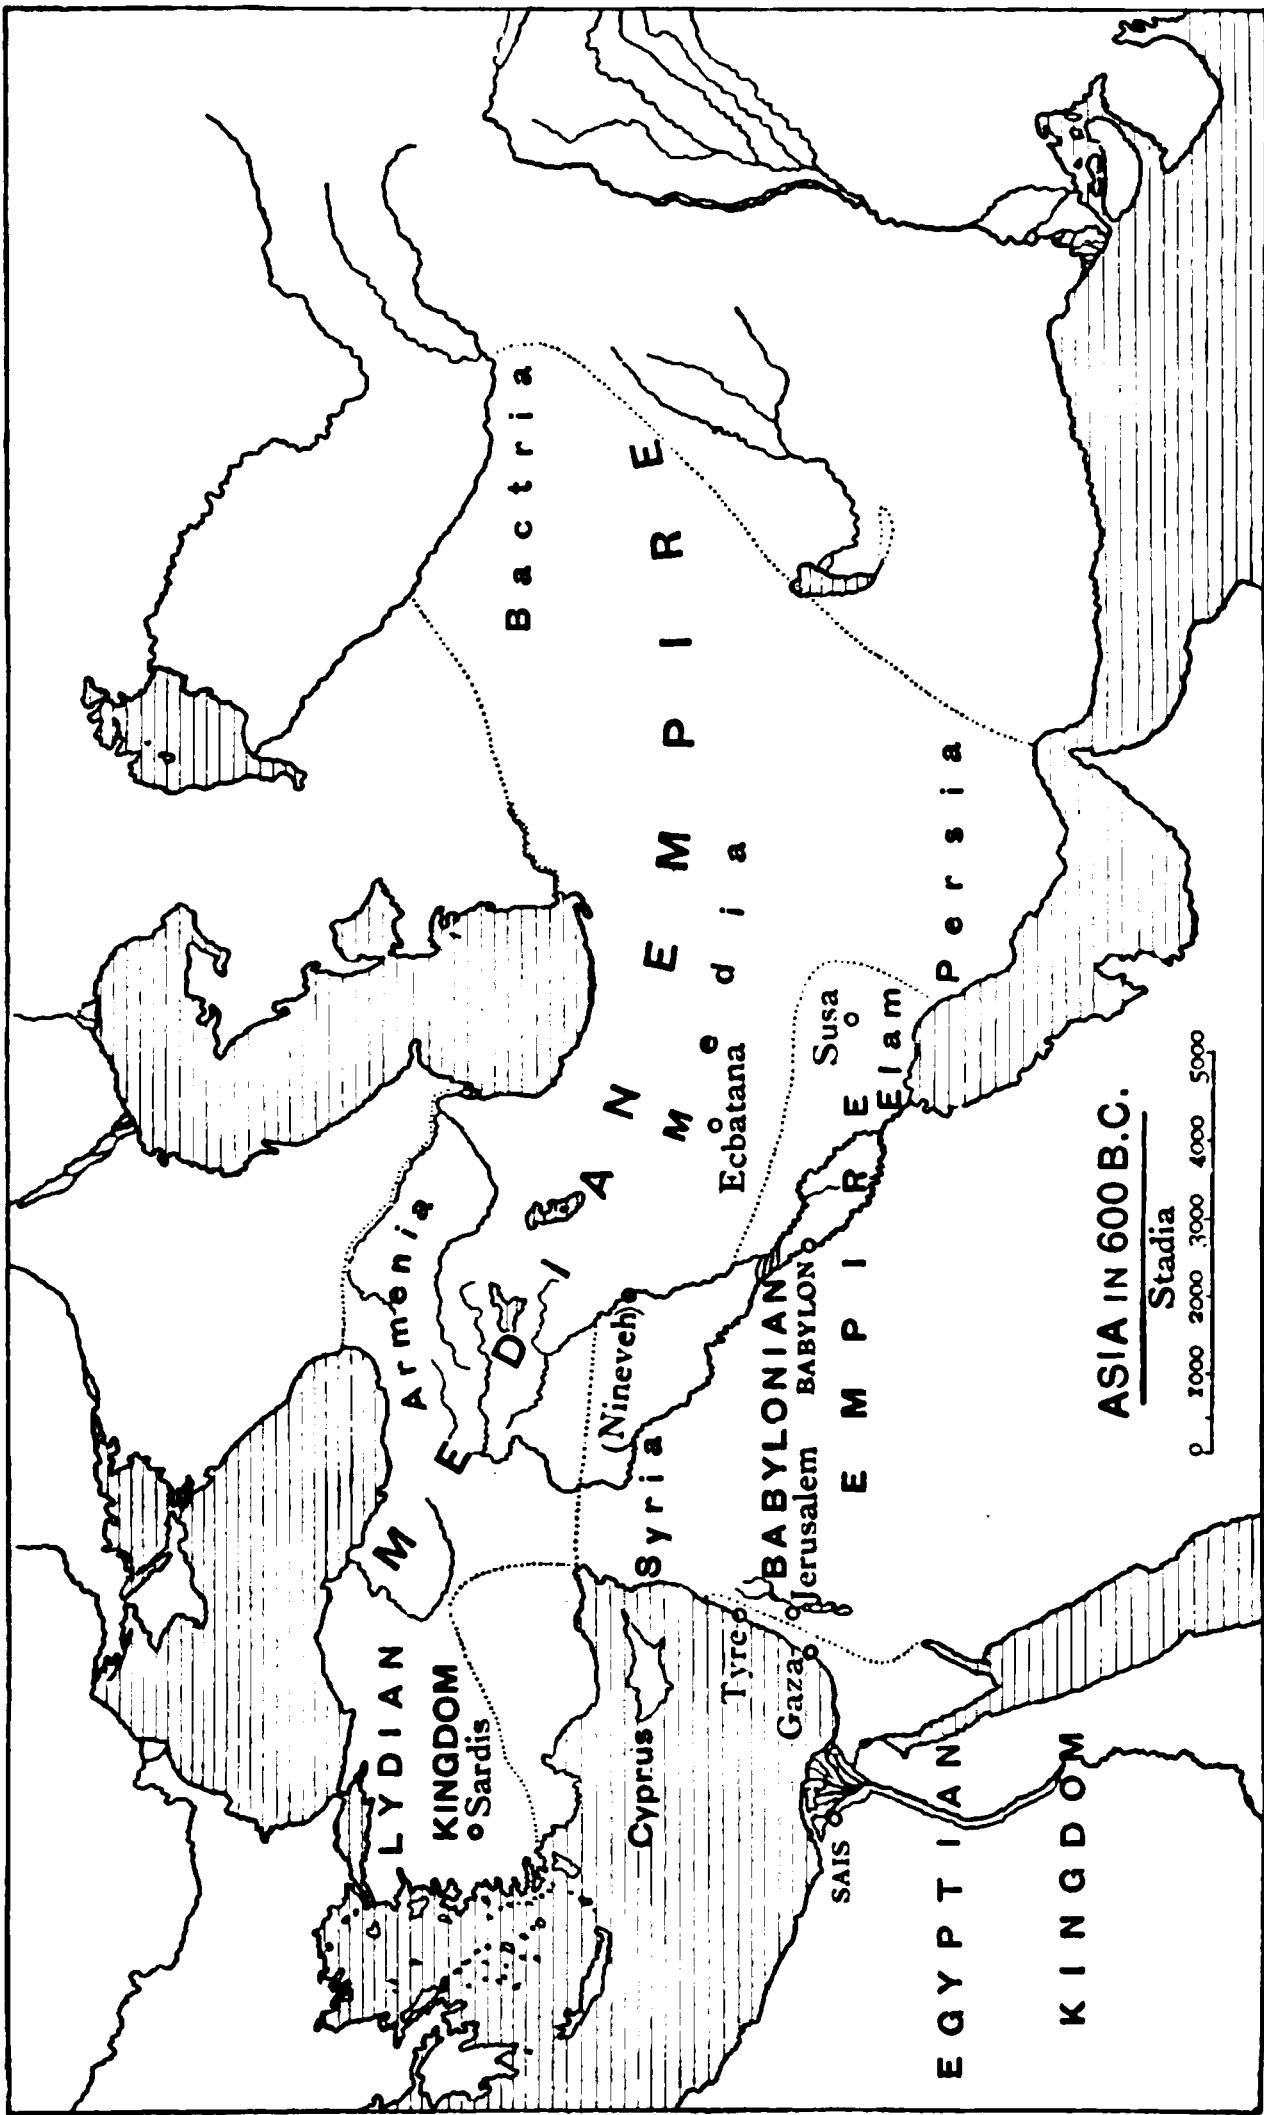 MEDIAN EMPIRE
Bactria
Armenia
Media
Ecbatana
Persia
Susa
Elam
LYDIAN
KINGDOM
Sardis
(Nineveh)
Syria
Cyprus
BABYLONIAN
EMPIRE
BABYLON
Jerusalem
Tyre
Gaza
SAIS
EGYPTIAN
KINGDOM
ASIA IN 600 B.C.
Stadia
0 1000 2000 3000 4000 5000